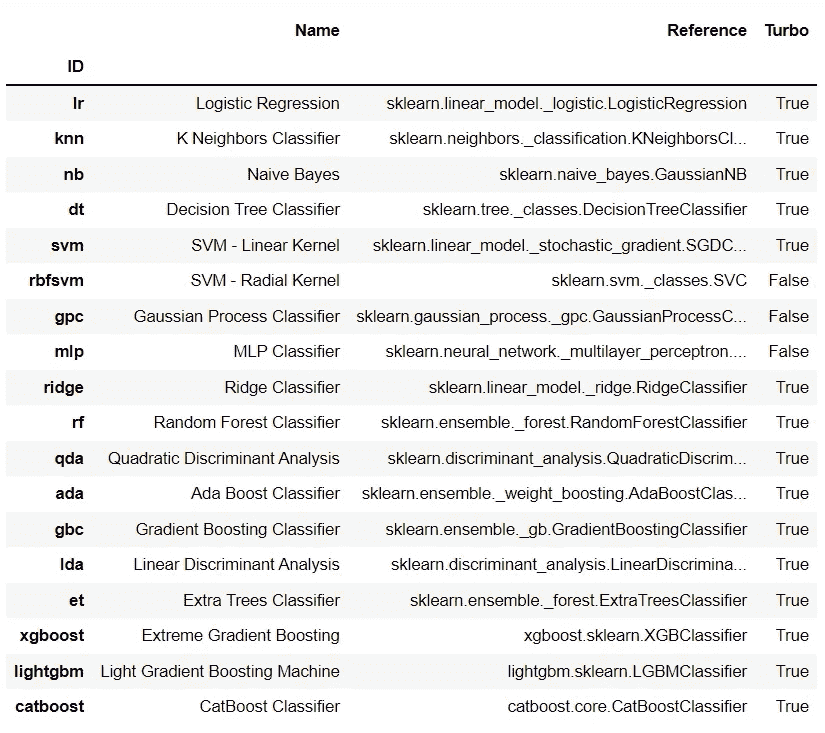 Name Reference Turbo
ID
lr Logistic Regression sklearn.linear_model._logistic.LogisticRegression True
knn K Neighbors Classifier sklearn.neighbors._classification.KNeighborsCl... True
nb Naive Bayes sklearn.naive_bayes.GaussianNB True
dt Decision Tree Classifier sklearn.tree._classes.DecisionTreeClassifier True
svm SVM - Linear Kernel sklearn.linear_model._stochastic_gradient.SGDC... True
rbfsvm SVM - Radial Kernel sklearn.svm._classes.SVC False
gpc Gaussian Process Classifier sklearn.gaussian_process._gpc.GaussianProcessC... False
mlp MLP Classifier sklearn.neural_network._multilayer_perceptron.... False
ridge Ridge Classifier sklearn.linear_model._ridge.RidgeClassifier True
rf Random Forest Classifier sklearn.ensemble._forest.RandomForestClassifier True
qda Quadratic Discriminant Analysis sklearn.discriminant_analysis.QuadraticDiscrim... True
ada Ada Boost Classifier sklearn.ensemble._weight_boosting.AdaBoostClas... True
gbc Gradient Boosting Classifier sklearn.ensemble._gb.GradientBoostingClassifier True
lda Linear Discriminant Analysis sklearn.discriminant_analysis.LinearDiscrimina... True
et Extra Trees Classifier sklearn.ensemble._forest.ExtraTreesClassifier True
xgboost Extreme Gradient Boosting xgboost.sklearn.XGBClassifier True
lightgbm Light Gradient Boosting Machine lightgbm.sklearn.LGBMClassifier True
catboost CatBoost Classifier catboost.core.CatBoostClassifier True